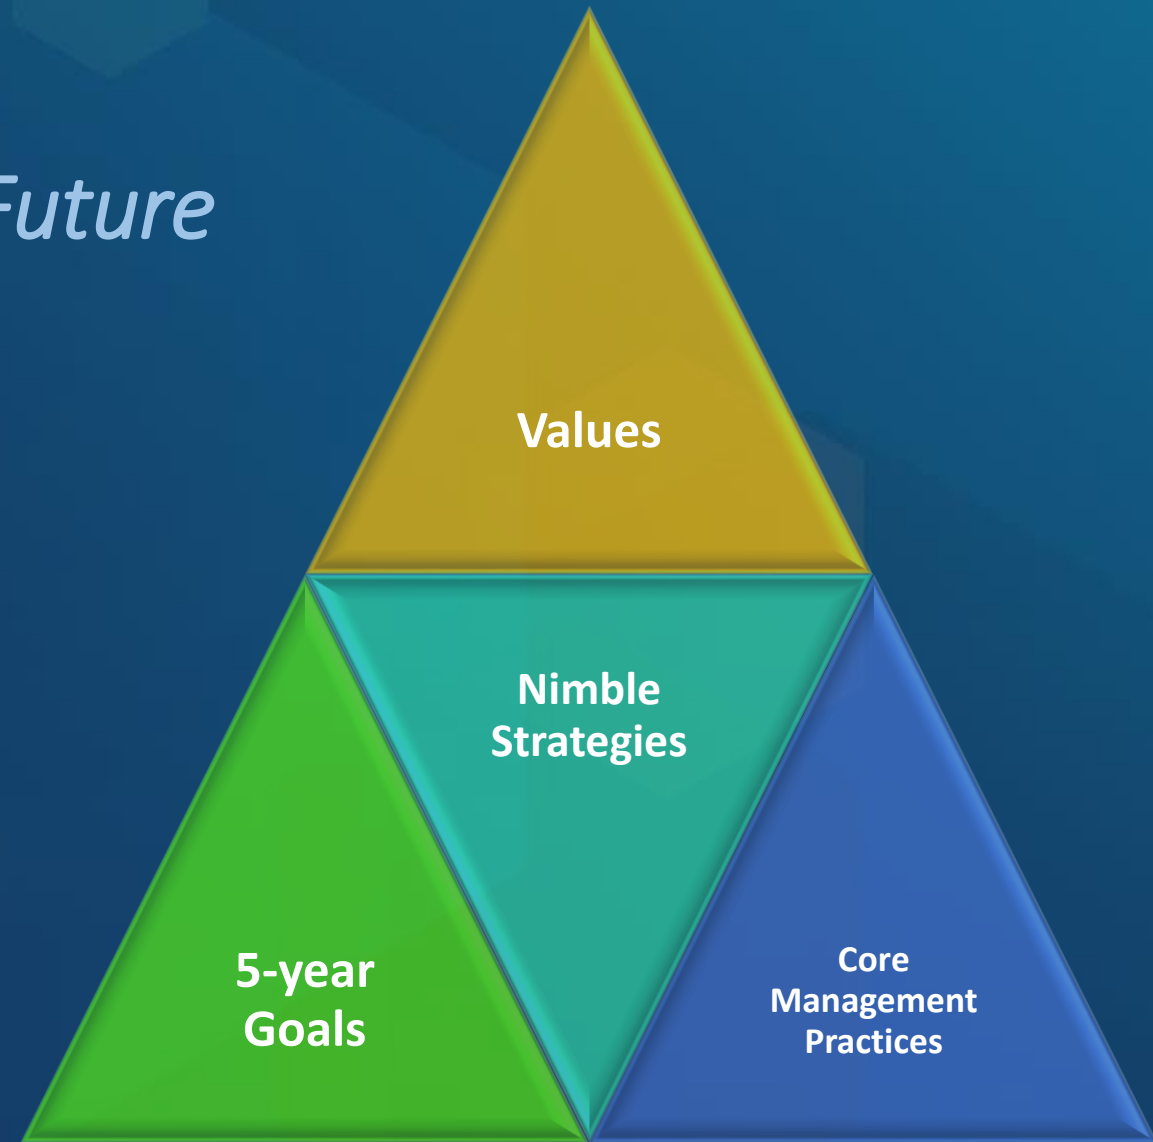 Future
Values
Nimble
Strategies
5-year
Goals
Core
Management
Practices